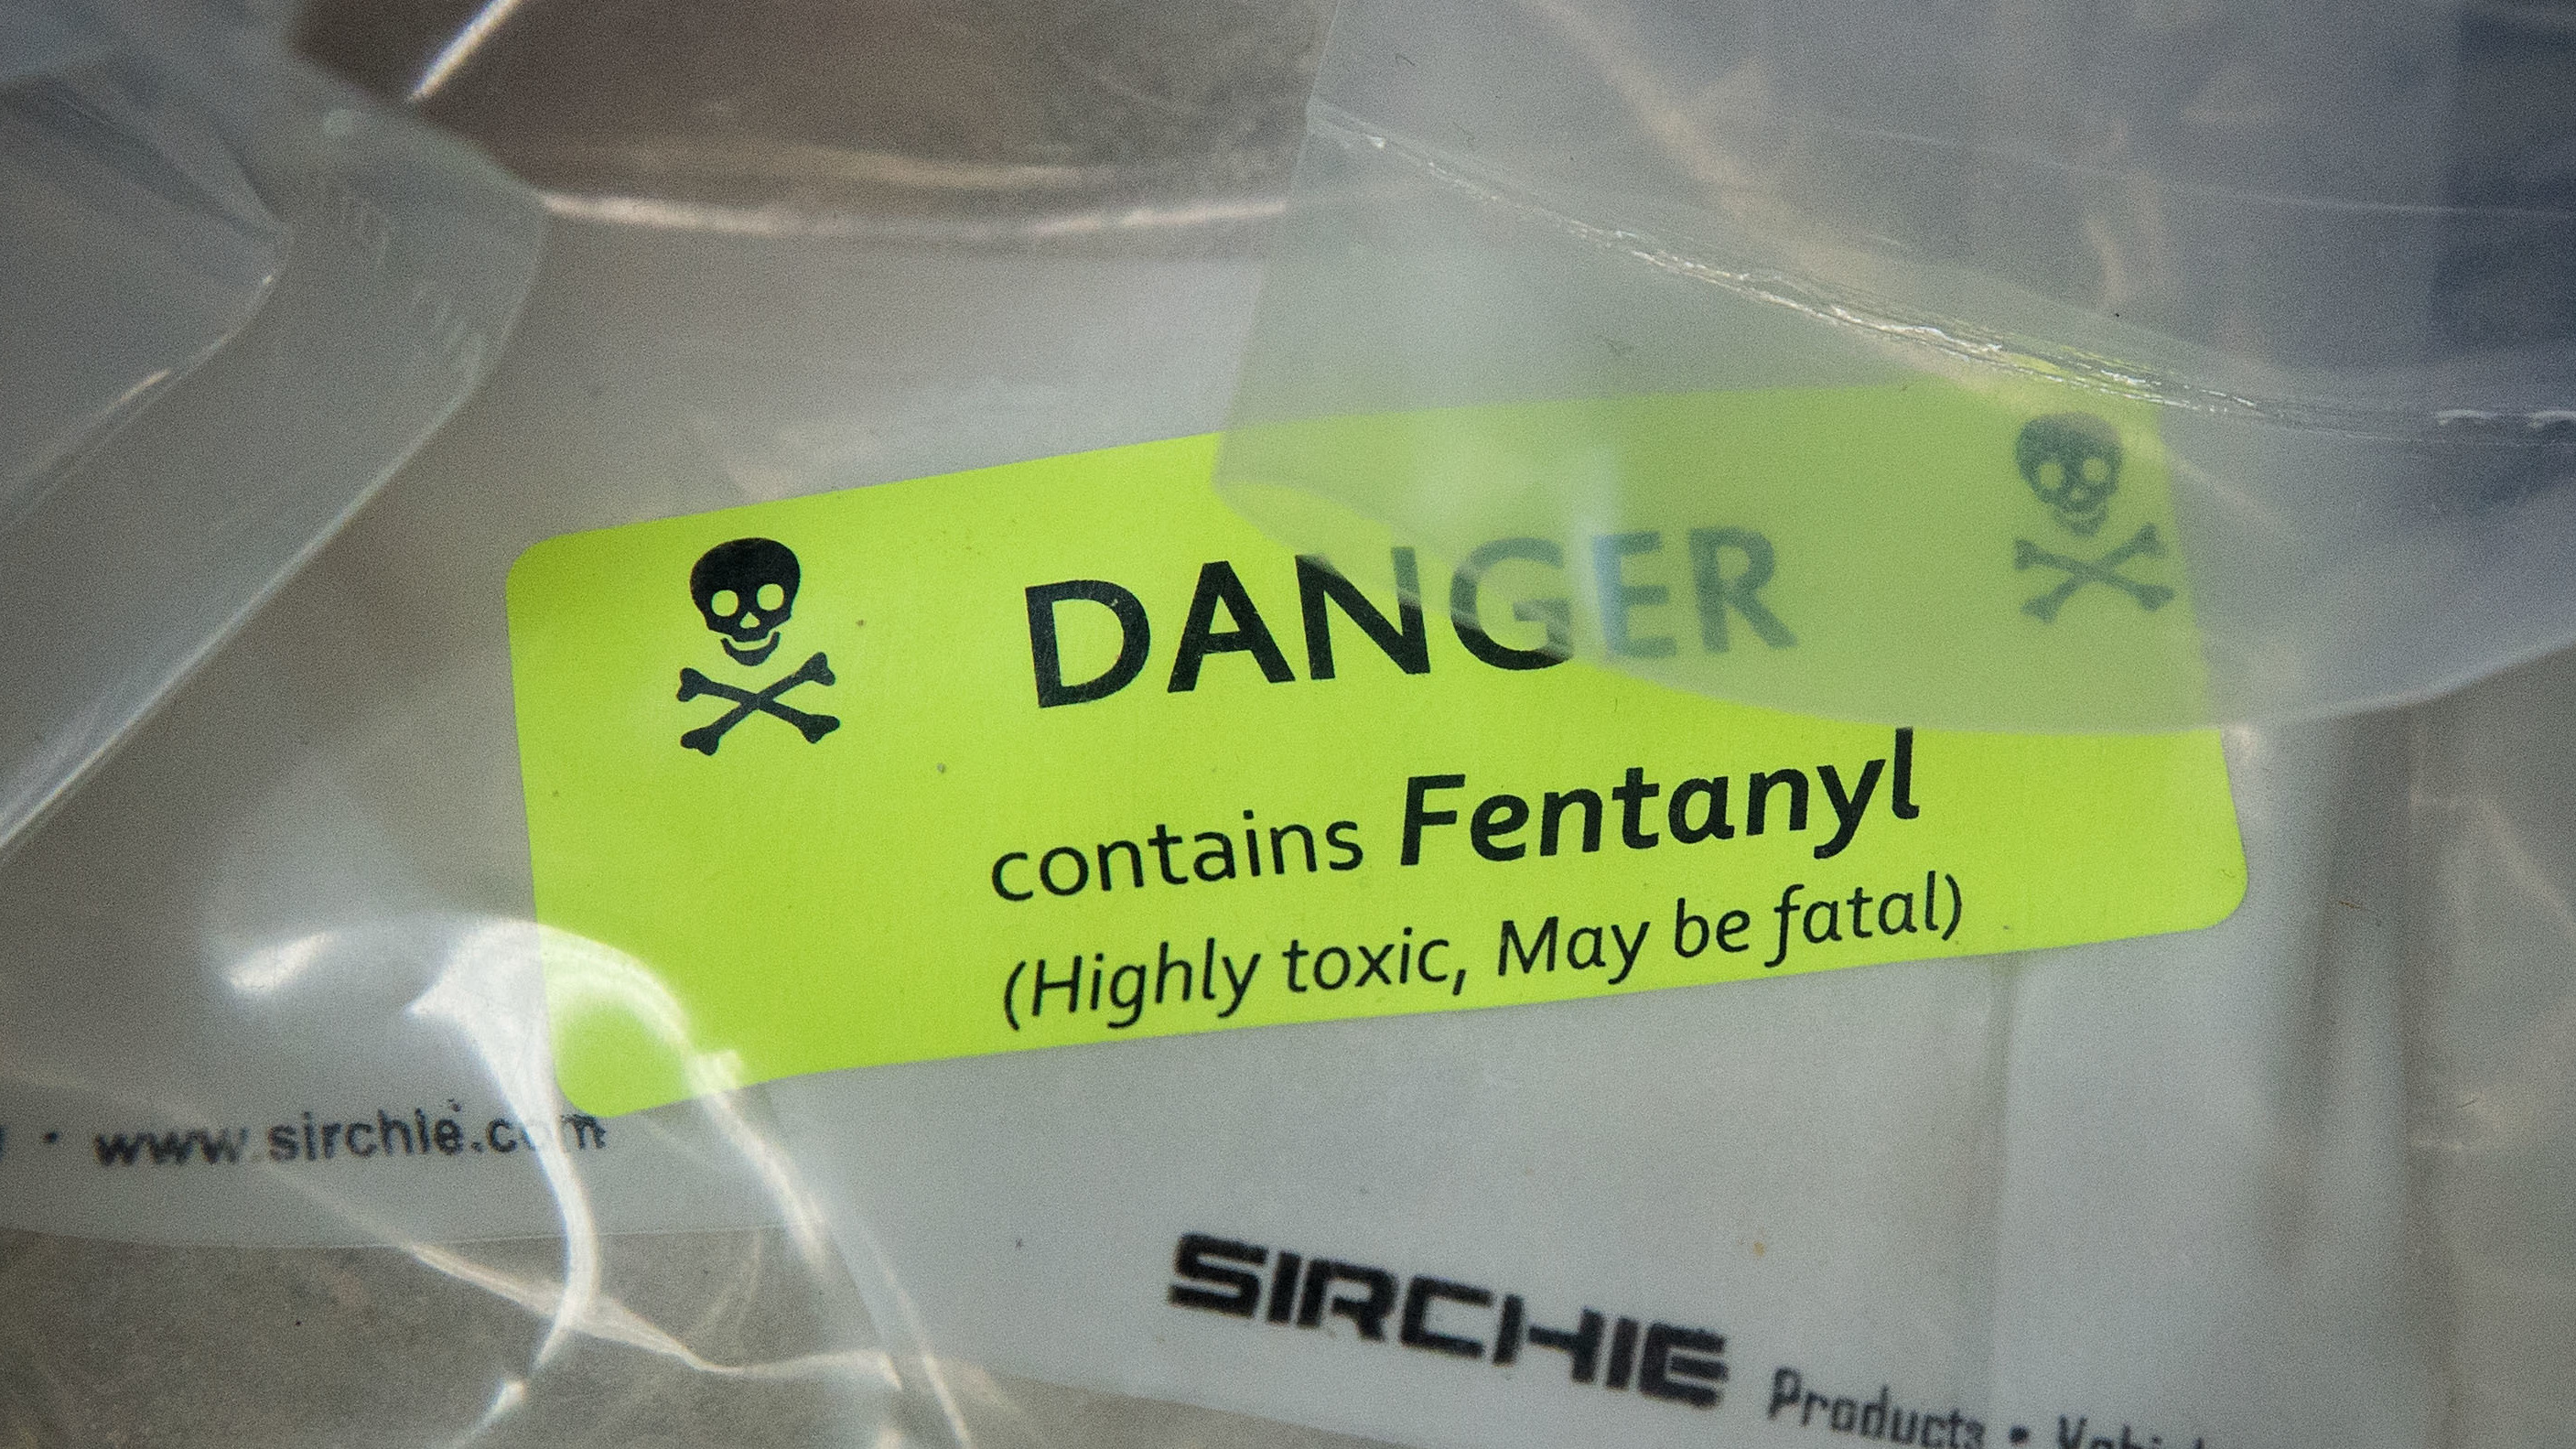 DANGER
contains Fentanyl
(Highly toxic, May be fatal)
www.sirchie.com
SIRCHIE Products •